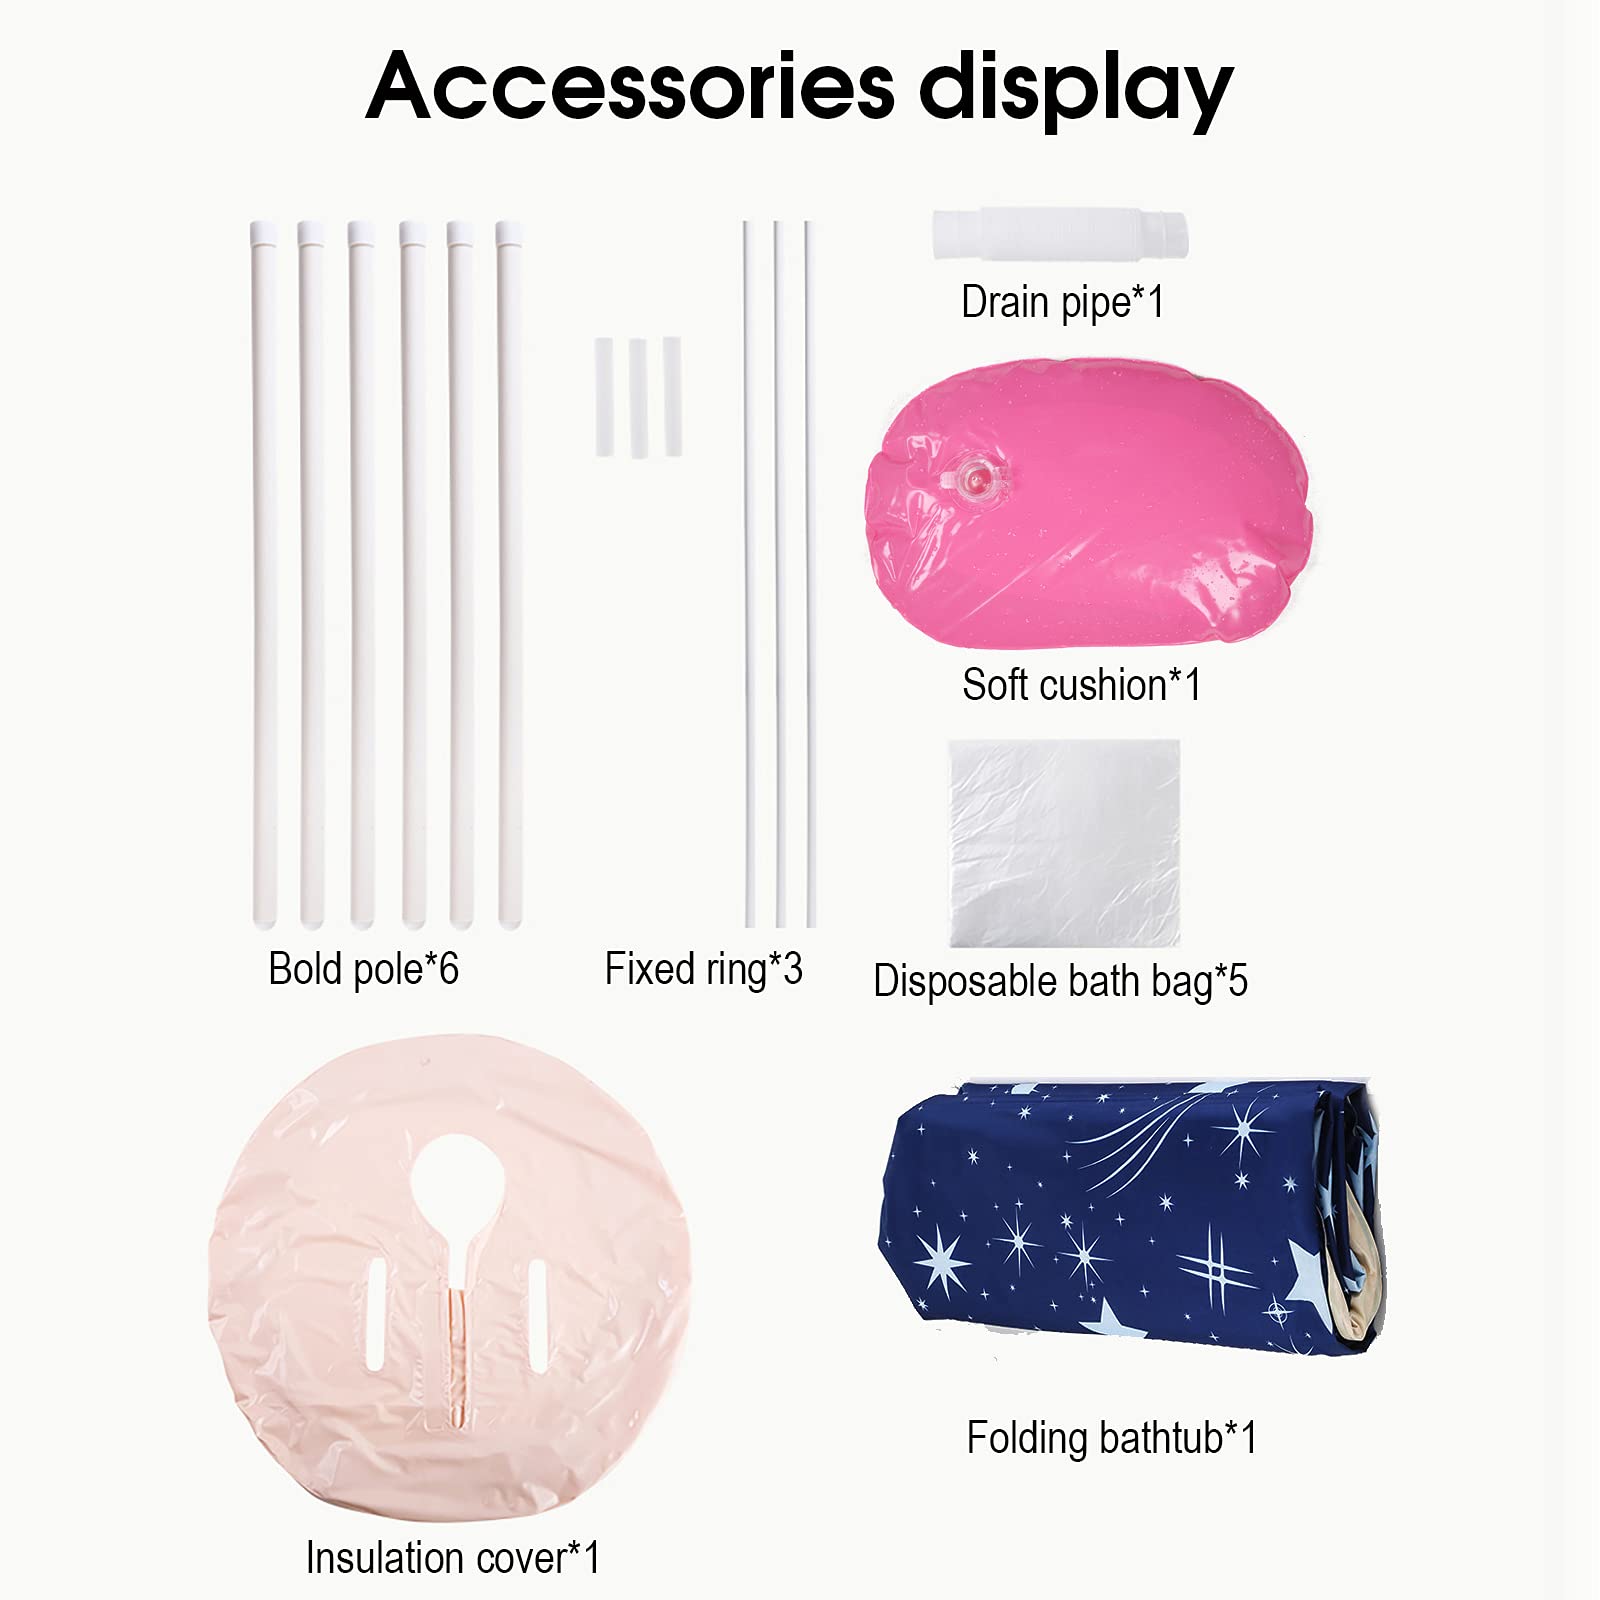 Accessories display
Drain pipe*1
Soft cushion*1
Bold pole*6
Fixed ring*3
Disposable bath bag*5
Folding bathtub*1
Insulation cover*1